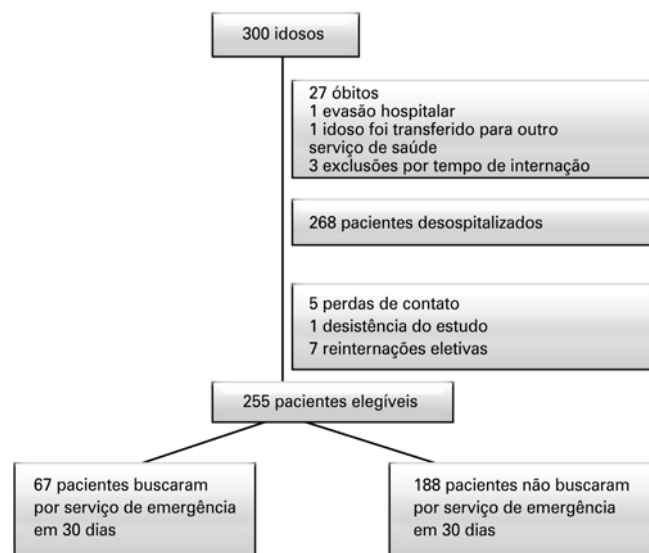 300 idosos
27 óbitos
1 evasão hospitalar
1 idoso foi transferido para outro
serviço de saúde
3 exclusões por tempo de internação
268 pacientes desospitalizados
5 perdas de contato
1 desistência do estudo
7 reinternações eletivas
255 pacientes elegíveis
67 pacientes buscaram
por serviço de emergência
em 30 dias
188 pacientes não buscaram
por serviço de emergência
em 30 dias